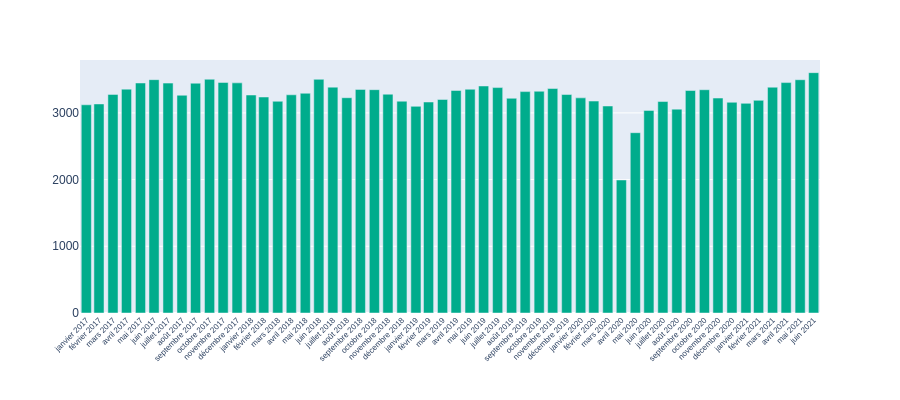 3000
2000
1000
0
janvier 2017
février 2017
mars 2017
avril 2017
mai 2017
juin 2017
juillet 2017
août 2017
septembre 2017
octobre 2017
novembre 2017
décembre 2017
janvier 2018
février 2018
mars 2018
avril 2018
mai 2018
juin 2018
juillet 2018
août 2018
septembre 2018
octobre 2018
novembre 2018
décembre 2018
janvier 2019
février 2019
mars 2019
avril 2019
mai 2019
juin 2019
juillet 2019
août 2019
septembre 2019
octobre 2019
novembre 2019
décembre 2019
janvier 2020
février 2020
mars 2020
avril 2020
mai 2020
juin 2020
juillet 2020
août 2020
septembre 2020
octobre 2020
novembre 2020
décembre 2020
janvier 2021
février 2021
mars 2021
avril 2021
mai 2021
juin 2021